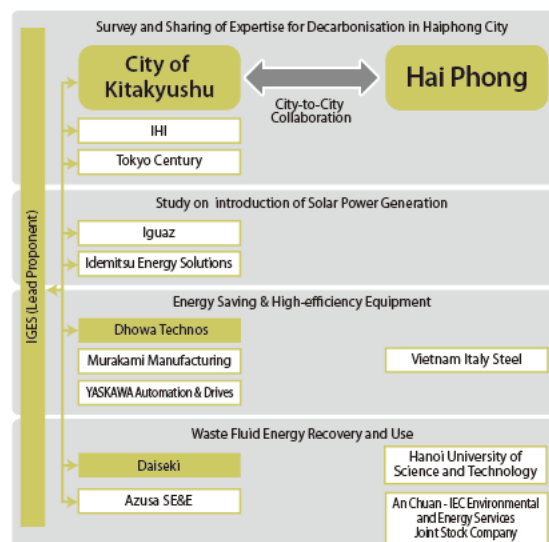 Survey and Sharing of Expertise for Decarbonisation in Haiphong City
City of
Kitakyushu
Hai Phong
City-to-City
Collaboration
IHI
Tokyo Century
IGES (Lead Proponent)
Study on introduction of Solar Power Generation
Iguaz
Idemitsu Energy Solutions
Energy Saving & High-efficiency Equipment
Dhowa Technos
Murakami Manufacturing
Vietnam Italy Steel
YASKAWA Automation & Drives
Waste Fluid Energy Recovery and Use
Daiseki
Hanoi University of
Science and Technology
Azusa SE&E
An Chuan - IEC Environmental
and Energy Services
Joint Stock Company